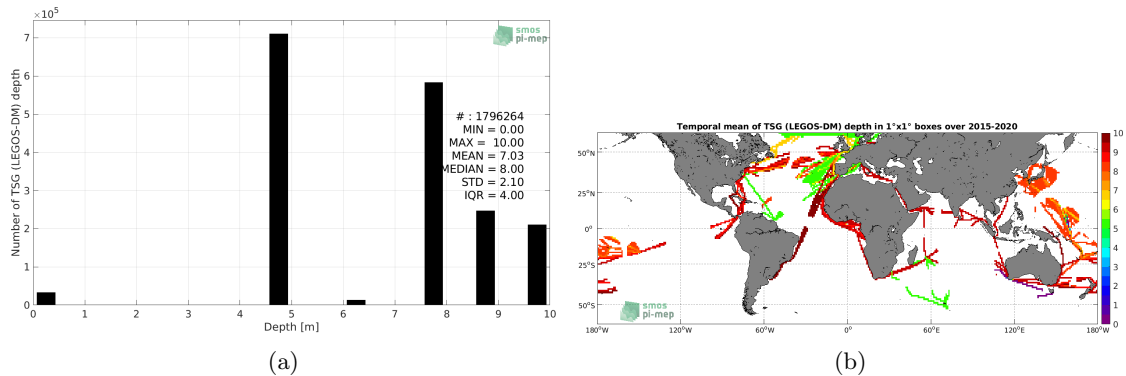 ×10⁵
7
6
5
4
3
2
1
0
Number of TSG (LEGOS-DM) depth
smos
pi-mep
# : 1796264
MIN = 0.00
MAX = 10.00
MEAN = 7.03
MEDIAN = 8.00
STD = 2.10
IQR = 4.00
0 1 2 3 4 5 6 7 8 9 10
Depth [m]
(a)
Temporal mean of TSG (LEGOS-DM) depth in 1°x1° boxes over 2015-2020
50°N
25°N
0°
25°S
50°S
smos
pi-mep
180°W 120°W 60°W 0° 60°E 120°E 180°W
10
9
8
7
6
5
4
3
2
1
0
(b)